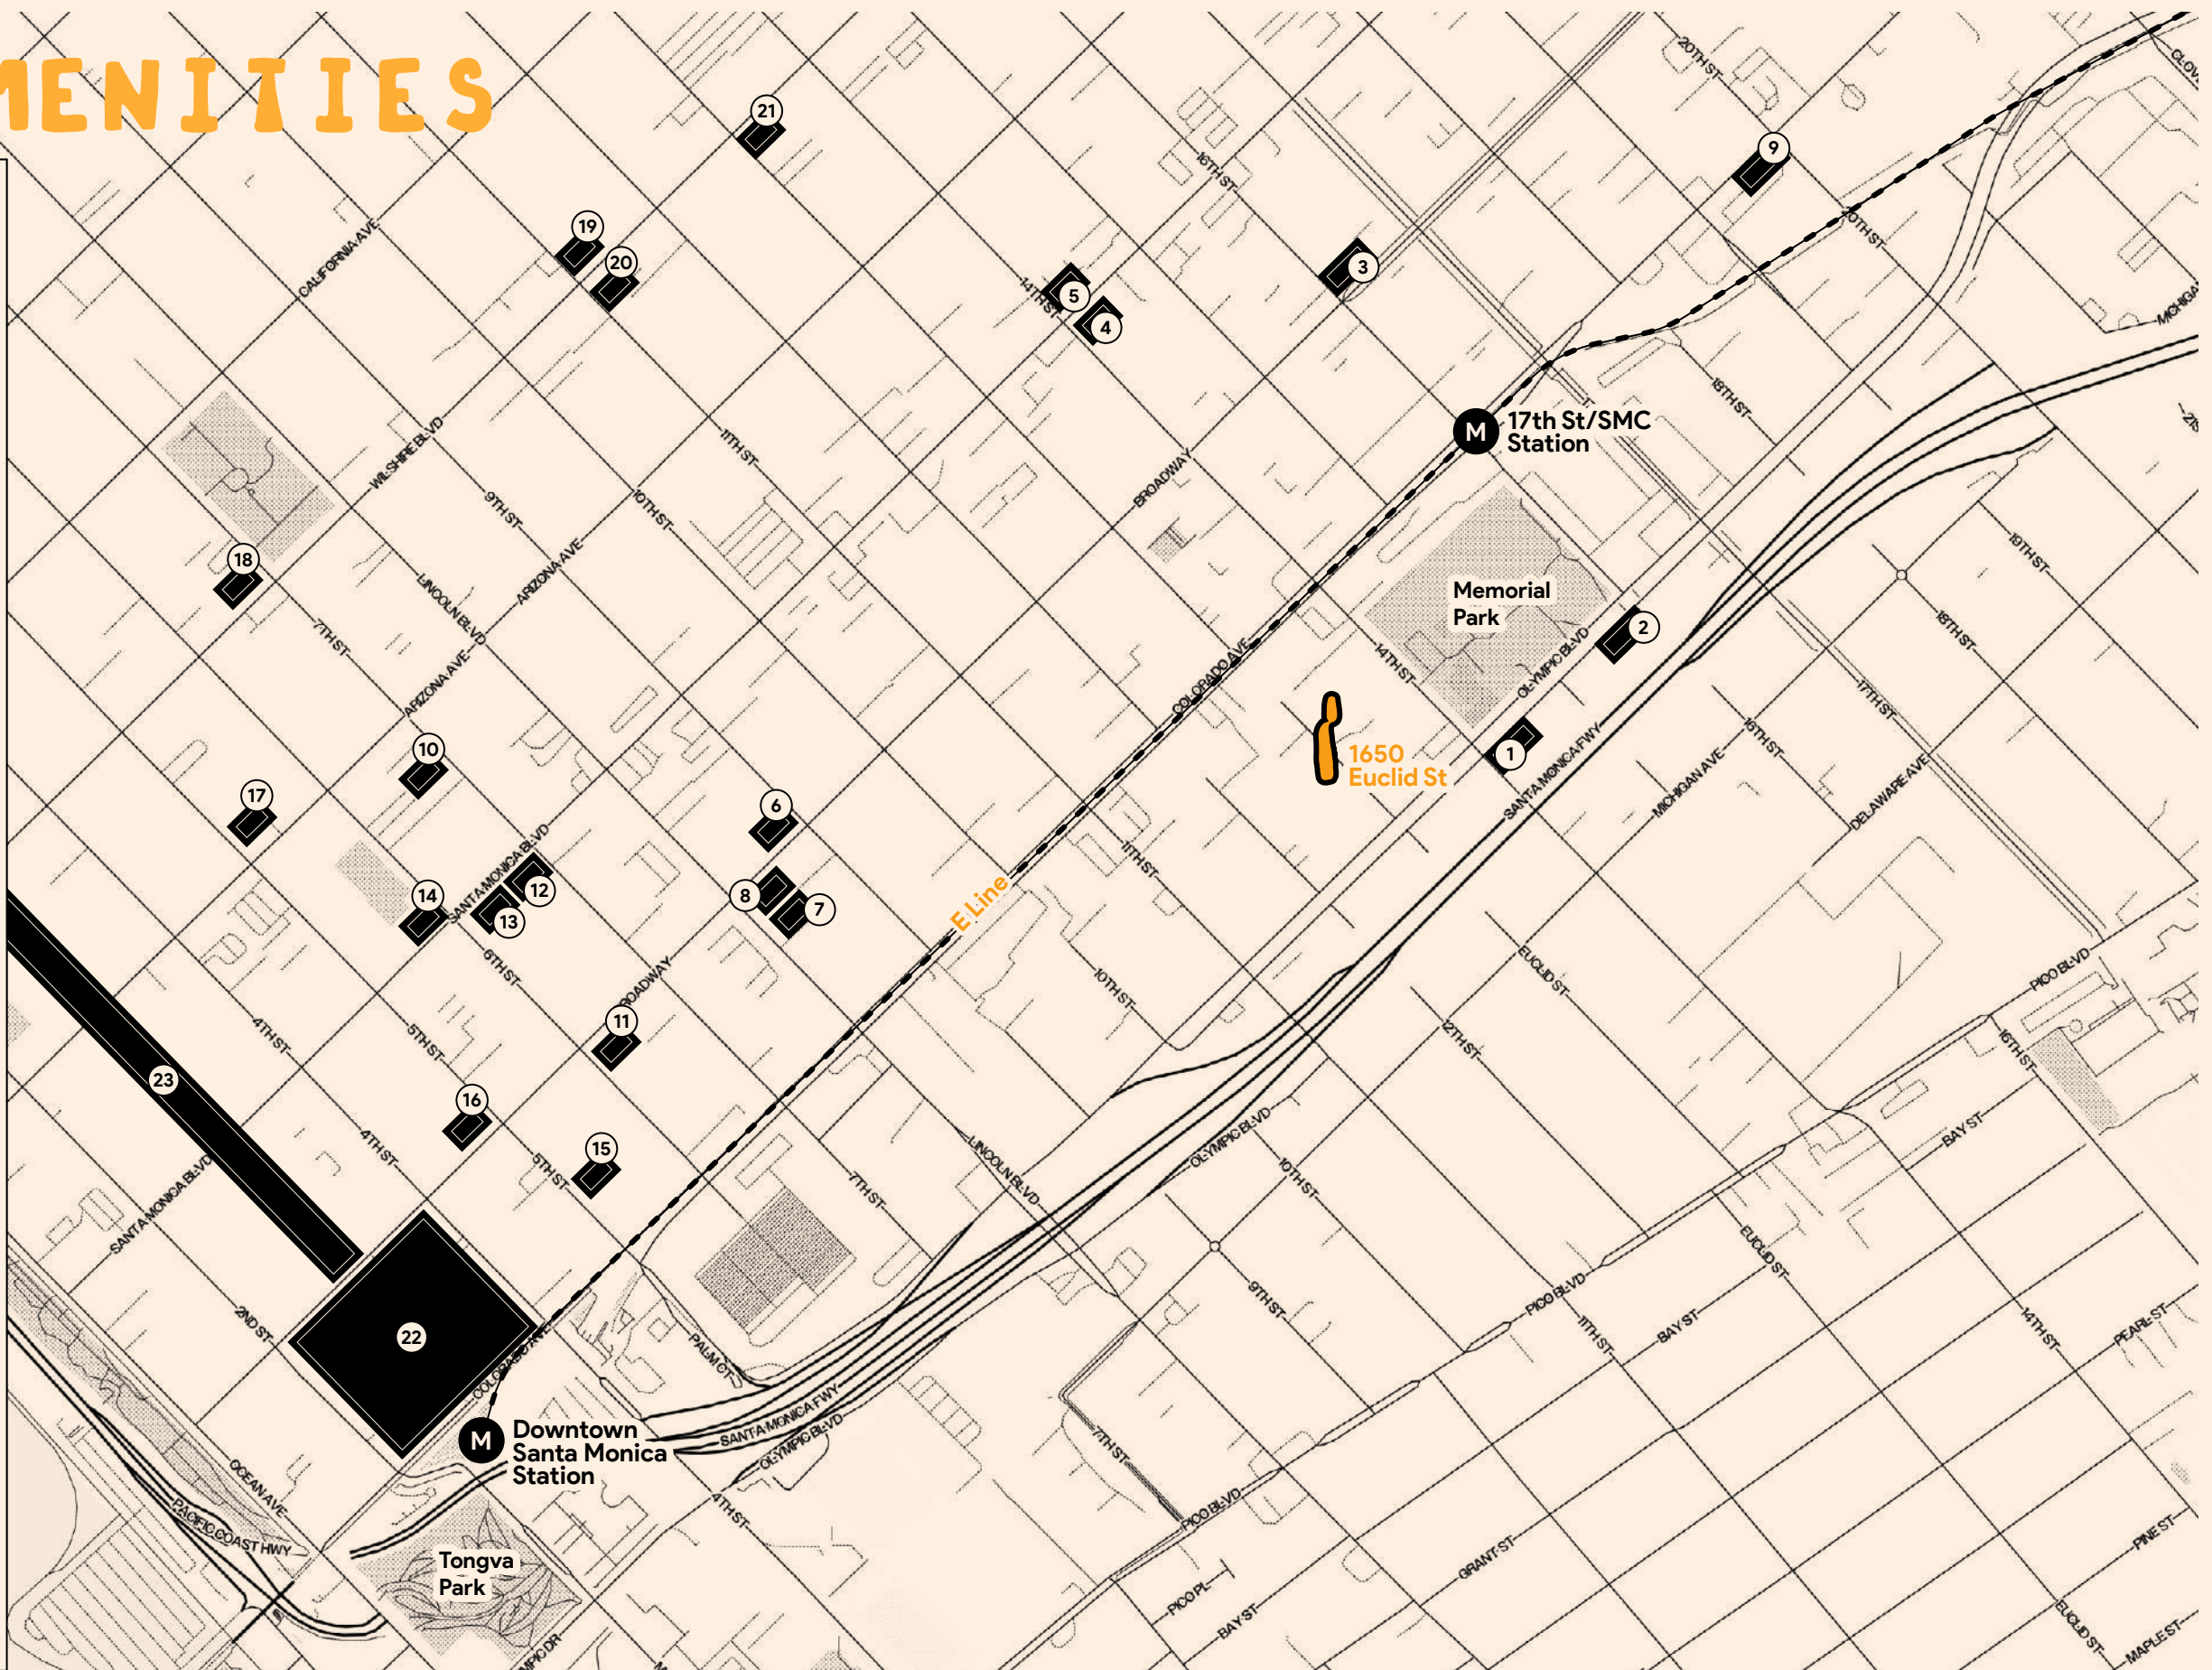 MENITIES
20TH ST
CLOV
21
9
16TH ST
20TH ST
19
CALIFORNIA AVE
20
3
5
14TH ST
4
MICHIGA
18TH ST
17th St/SMC
Station
M
WILSHIRE BLVD
11TH ST
BROADWAY
9TH ST
10TH ST
19TH ST
18
ARIZONA AVE
LINCOLN BLVD
Memorial
Park
7TH ST
2
18TH ST
ARIZONA AVE
COLORADO AVE
14TH ST
OLYMPIC BLVD
17TH ST
10
1650
Euclid St
1
16TH ST
SANTA MONICA FWY
MICHIGAN AVE
DELAWARE AVE
17
6
SANTA MONICA BLVD
11TH ST
12
14
13
8
7
E Line
6TH ST
ROADWAY
10TH ST
EUCLID ST
PICO BLVD
11
4TH ST
5TH ST
12TH ST
16TH ST
23
16
4TH ST
15
5TH ST
OLYMPIC BLVD
BAY ST
SANTA MONICA BLVD
7TH ST
LINCOLN BLVD
10TH ST
EUCLID ST
2ND ST
22
9TH ST
PICO BLVD
11TH ST
BAY ST
14TH ST
PEARL ST
COLORADO AVE
PALM CT
M
Downtown
Santa Monica
Station
SANTA MONICA FWY
OLYMPIC BLVD
7TH ST
OCEAN AVE
PACIFIC COAST HWY
4TH ST
PICO BLVD
Tongva
Park
GRANT ST
PINE ST
PICO PL
BAY ST
EUCLID ST
MAPLE ST
MPIC DR